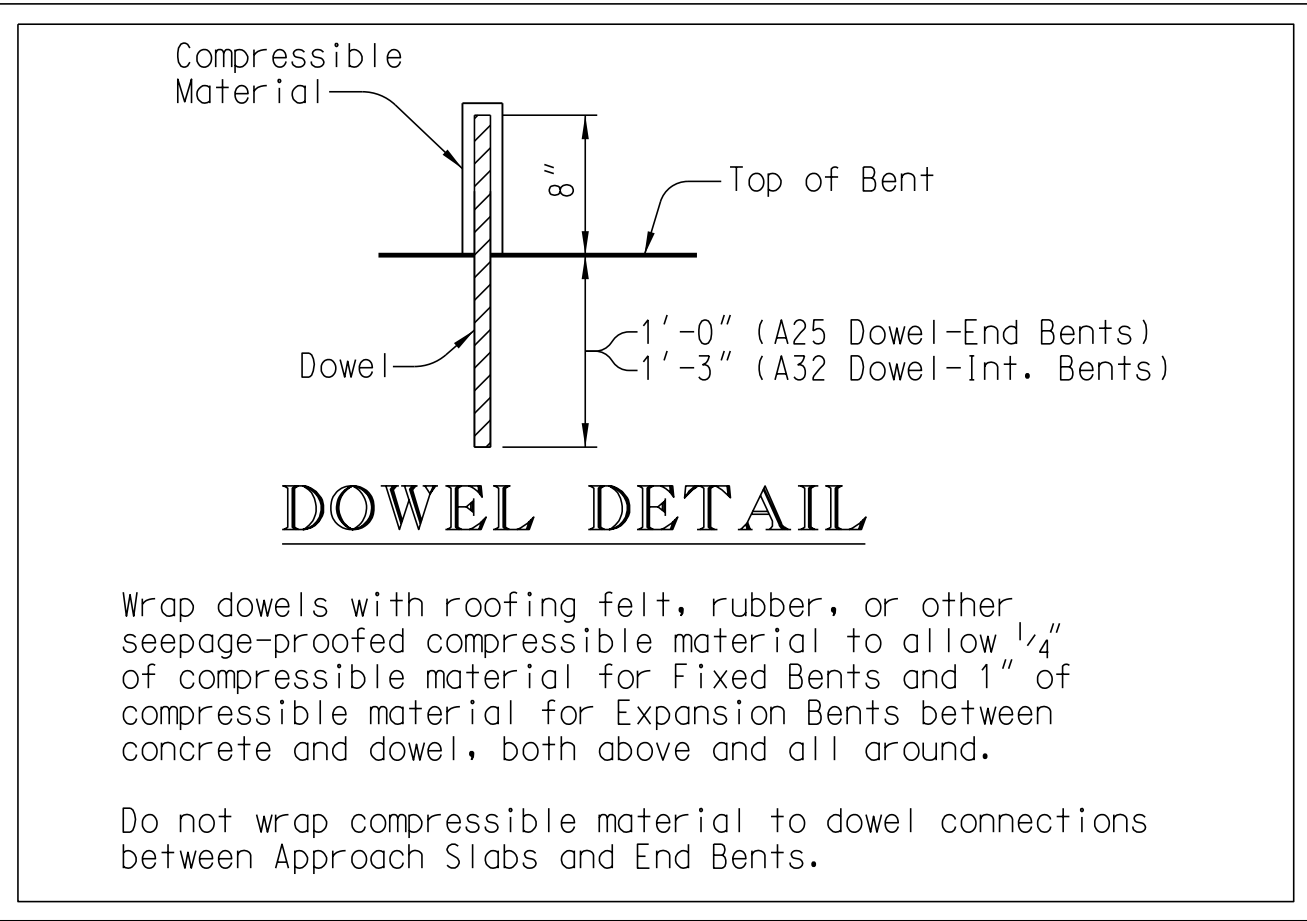 Compressible
Material
8"
Top of Bent
1'-0" (A25 Dowel-End Bents)
1'-3" (A32 Dowel-Int. Bents)
Dowel
DOWEL DETAIL
Wrap dowels with roofing felt, rubber, or other
seepage-proofed compressible material to allow 1/4"
of compressible material for Fixed Bents and 1" of
compressible material for Expansion Bents between
concrete and dowel, both above and all around.
Do not wrap compressible material to dowel connections
between Approach Slabs and End Bents.